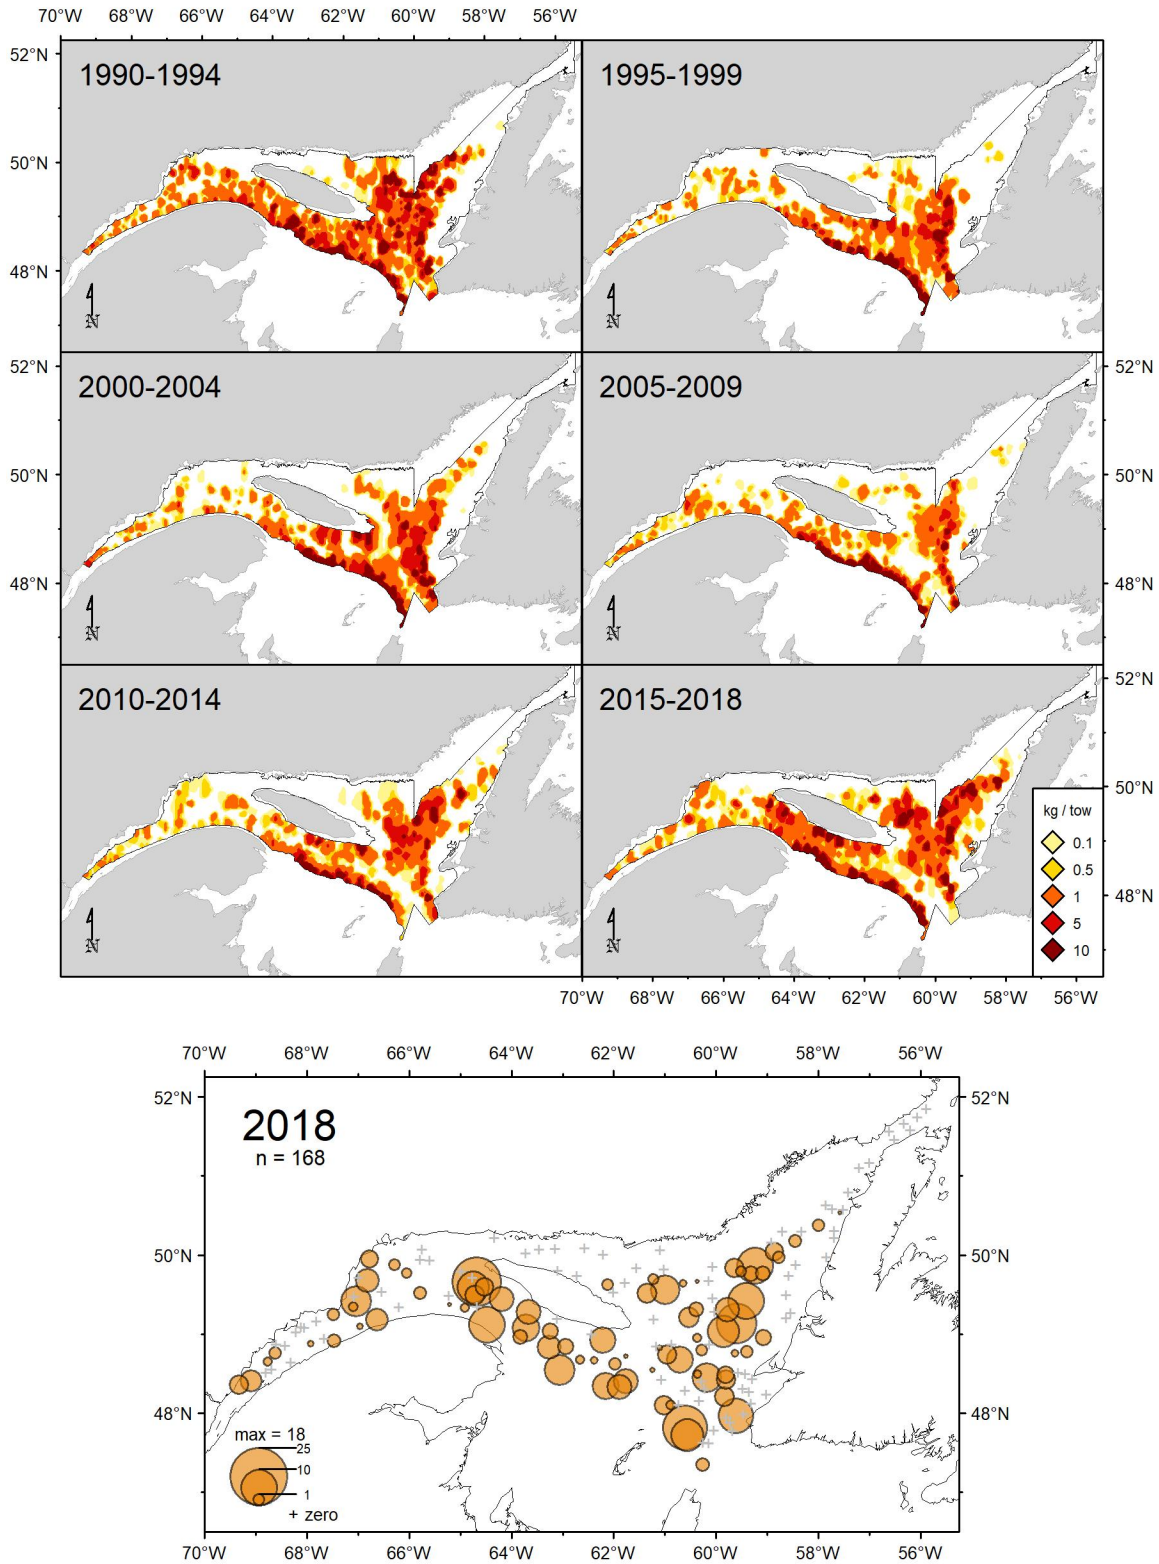 70°W 68°W 66°W 64°W 62°W 60°W 58°W 56°W
52°N
1990-1994 1995-1999
50°N
48°N
N N
52°N 52°N
2000-2004 2005-2009
50°N 50°N
48°N 48°N
N N
52°N 52°N
2010-2014 2015-2018
50°N 50°N
kg / tow
0.1
0.5
1
5
10
48°N 48°N
N N
70°W 68°W 66°W 64°W 62°W 60°W 58°W 56°W
70°W 68°W 66°W 64°W 62°W 60°W 58°W 56°W
52°N 52°N
2018
n = 168
50°N 50°N
48°N 48°N
max = 18
25
10
1
+ zero
70°W 68°W 66°W 64°W 62°W 60°W 58°W 56°W